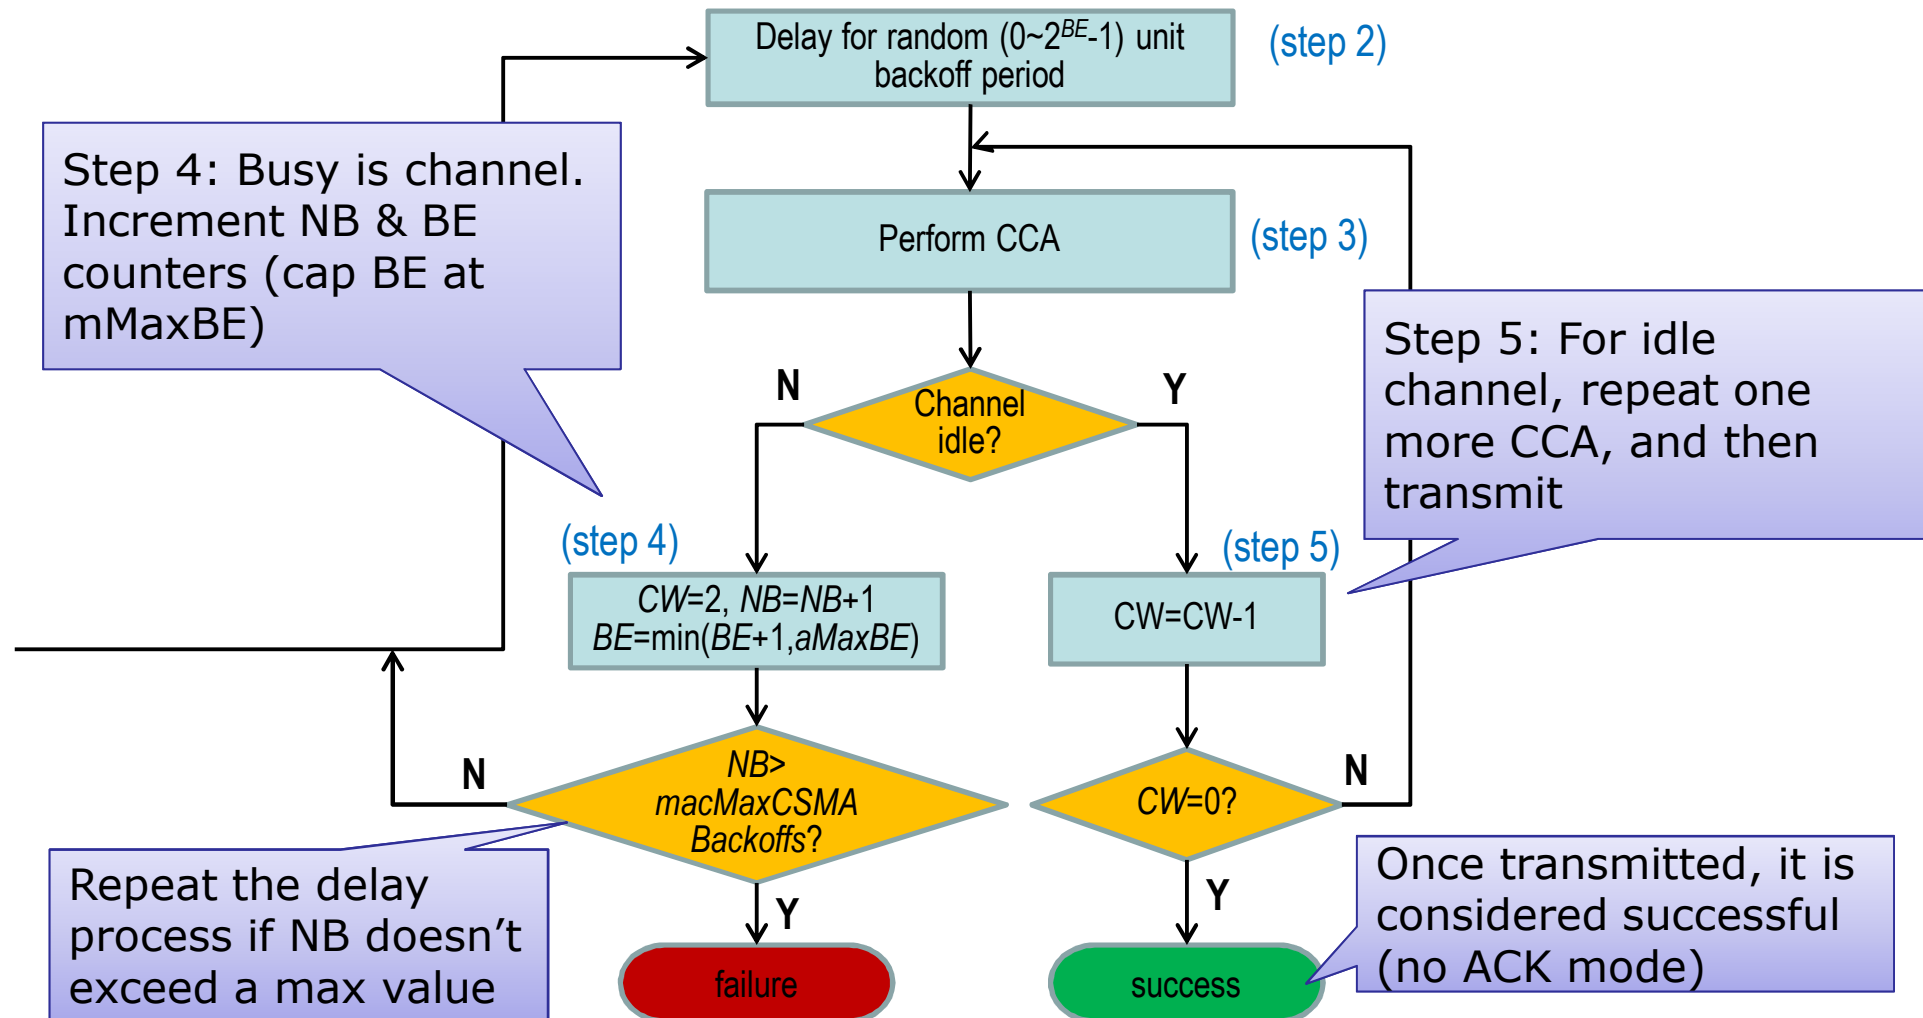 Delay for random (0~2^BE-1) unit
backoff period
(step 2)
Step 4: Busy is channel.
Increment NB & BE
counters (cap BE at
mMaxBE)
Perform CCA
(step 3)
Step 5: For idle
channel, repeat one
more CCA, and then
transmit
N
Channel
idle?
Y
(step 4)
CW=2, NB=NB+1
BE=min(BE+1,aMaxBE)
(step 5)
CW=CW-1
N
NB>
macMaxCSMA
Backoffs?
CW=0?
N
Repeat the delay
process if NB doesn’t
exceed a max value
Y
failure
Y
success
Once transmitted, it is
considered successful
(no ACK mode)